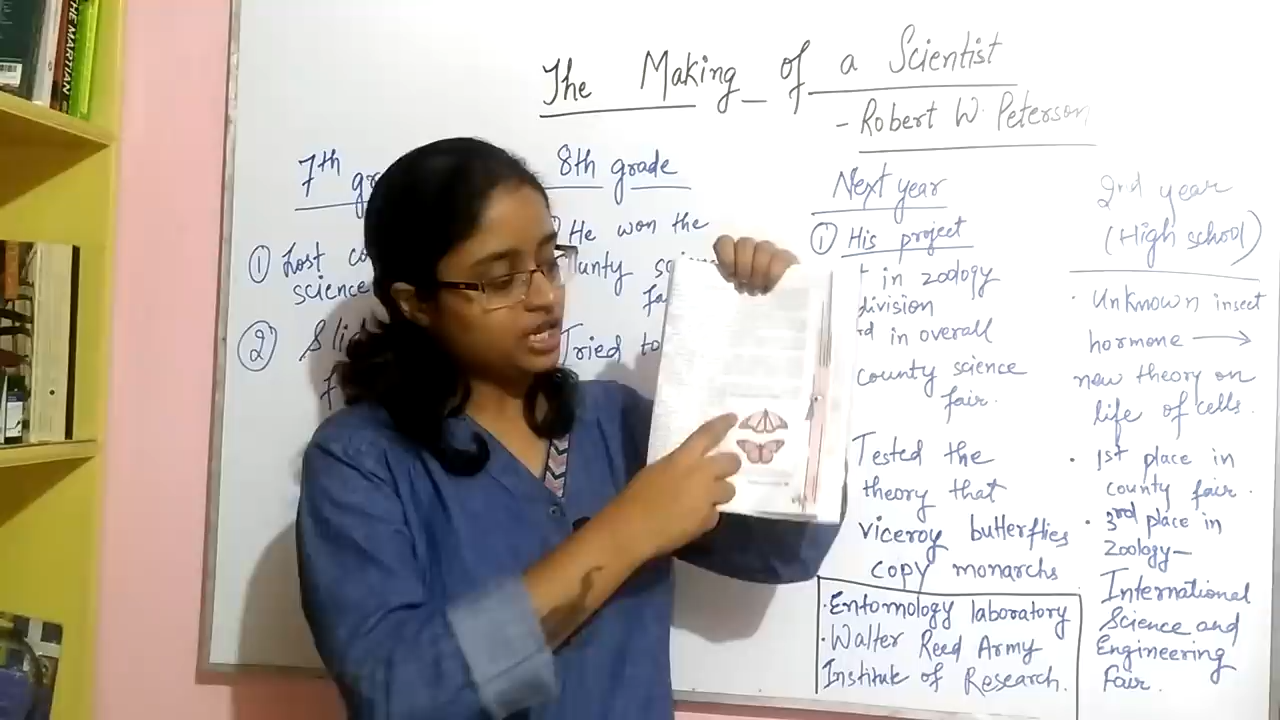 THE MARTIAN
The Making of a Scientist
- Robert W. Peterson
7th
① Lost
science
②
8th grade
He won the
Tried to
Next year
① His project
in zoology
division
in overall
county science
fair.
Tested the
theory that
viceroy butterflies
copy monarchs
· Entomology laboratory
· Walter Reed Army
Institute of Research.
2nd year
(High school)
· Unknown insect
hormone →
new theory on
life of cells.
· 1st place in
county fair.
· 3rd place in
Zoology-
International
Science and
Engineering
Fair.